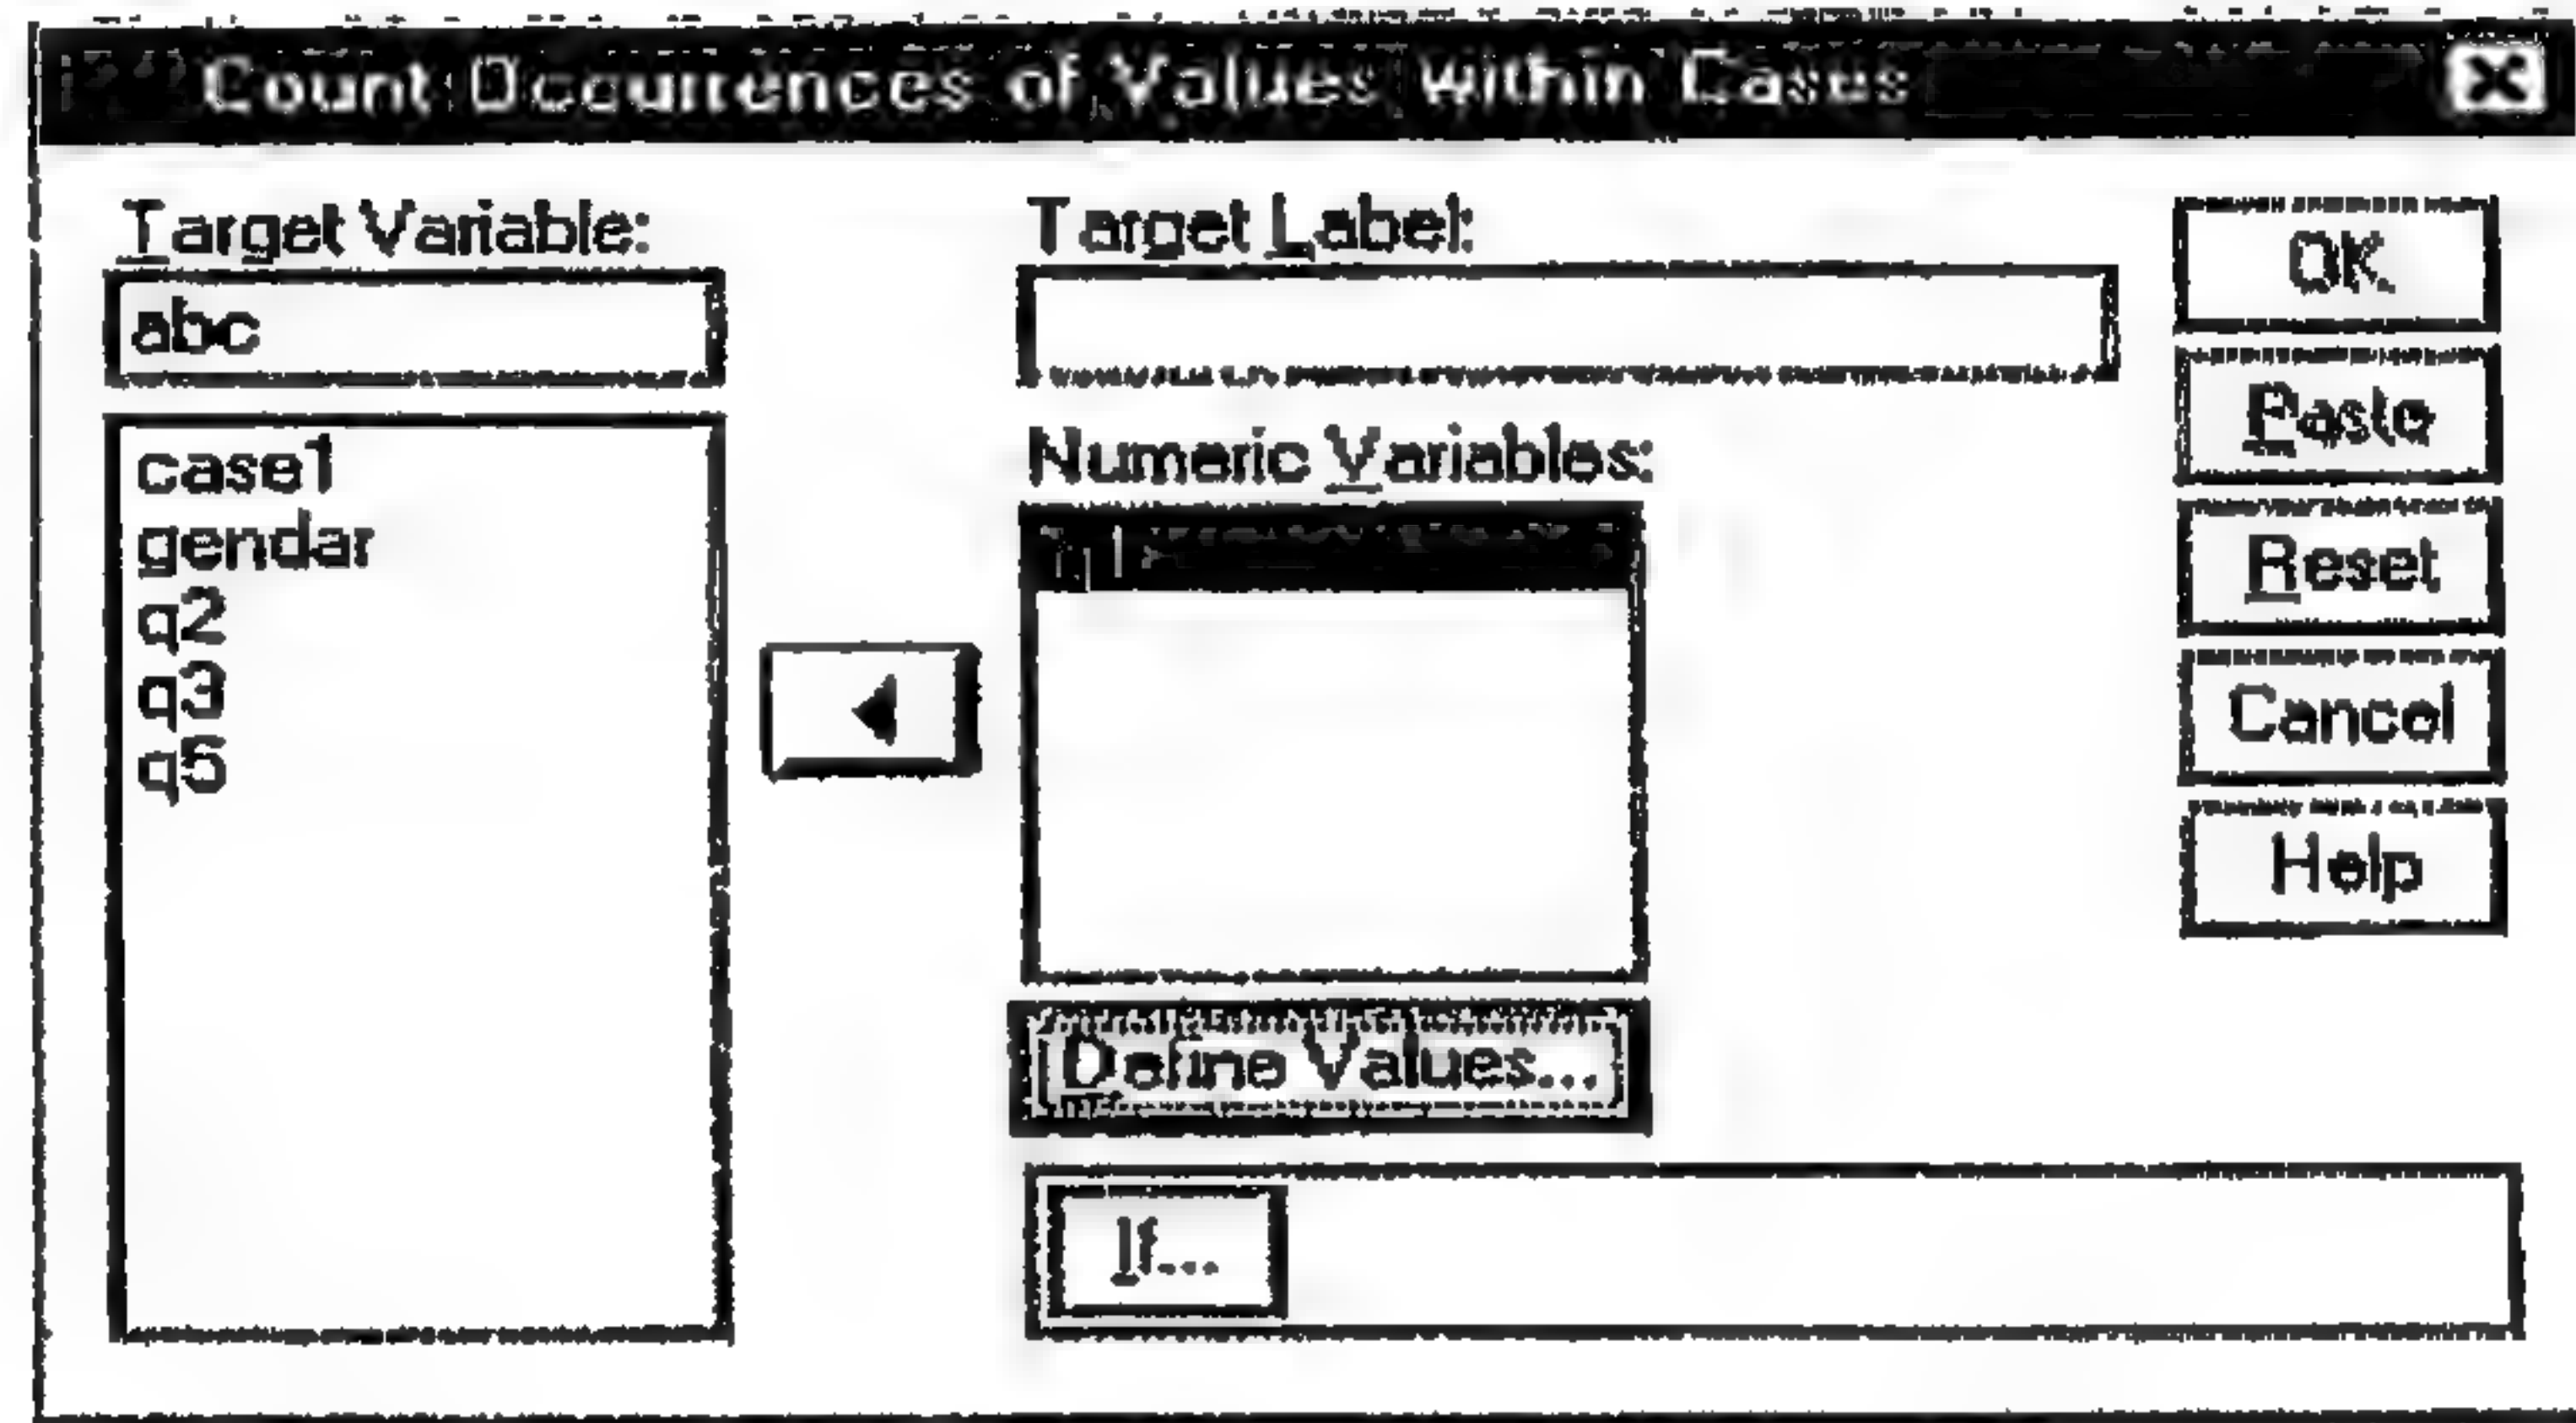 Count Occurrences of Values within Cases
Target Variable:
abc
case1
gendar
q2
q3
q5
Target Label:
Numeric Variables:
q1
Define Values...
If...
OK
Paste
Reset
Cancel
Help